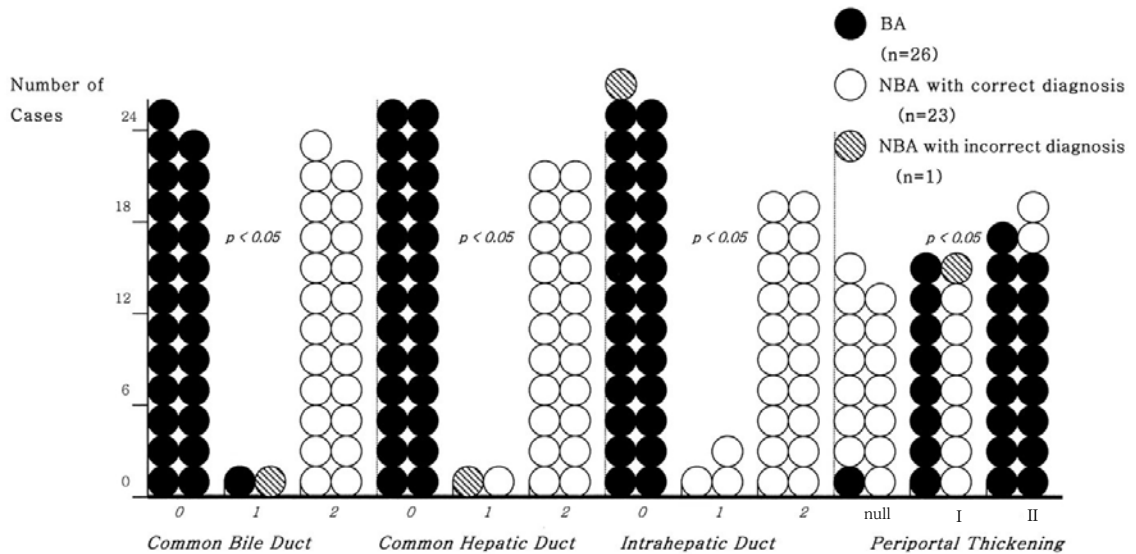 BA
(n=26)
NBA with correct diagnosis
(n=23)
NBA with incorrect diagnosis
(n=1)
Number of
Cases
24
18
12
6
0
p < 0.05
p < 0.05
p < 0.05
p < 0.05
0 1 2 0 1 2 0 1 2 null I II
Common Bile Duct Common Hepatic Duct Intrahepatic Duct Periportal Thickening